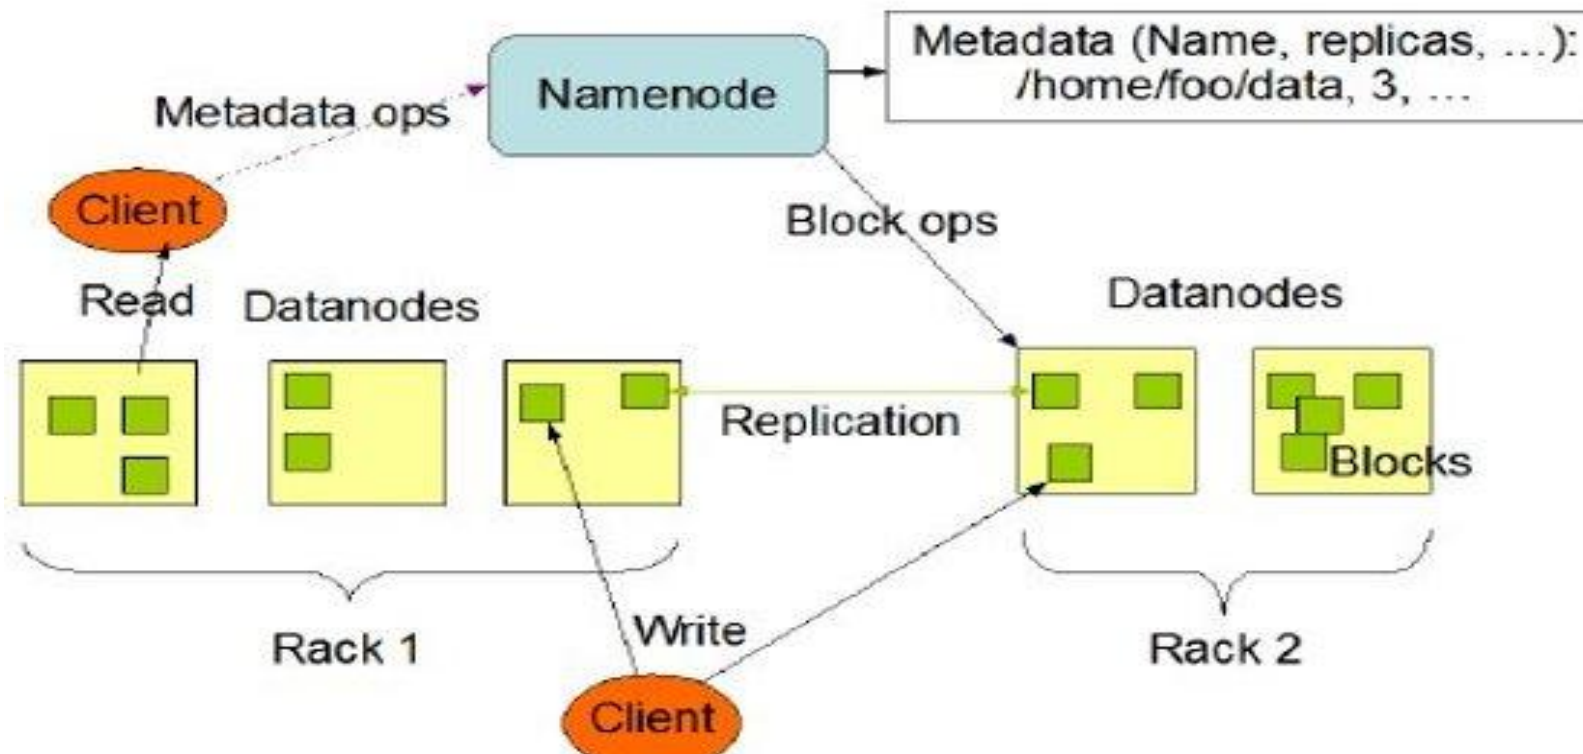 Metadata (Name, replicas, ...):
/home/foo/data, 3, ...
Namenode
Metadata ops
Client
Block ops
Read
Datanodes
Datanodes
Replication
Blocks
Rack 1
Write
Rack 2
Client